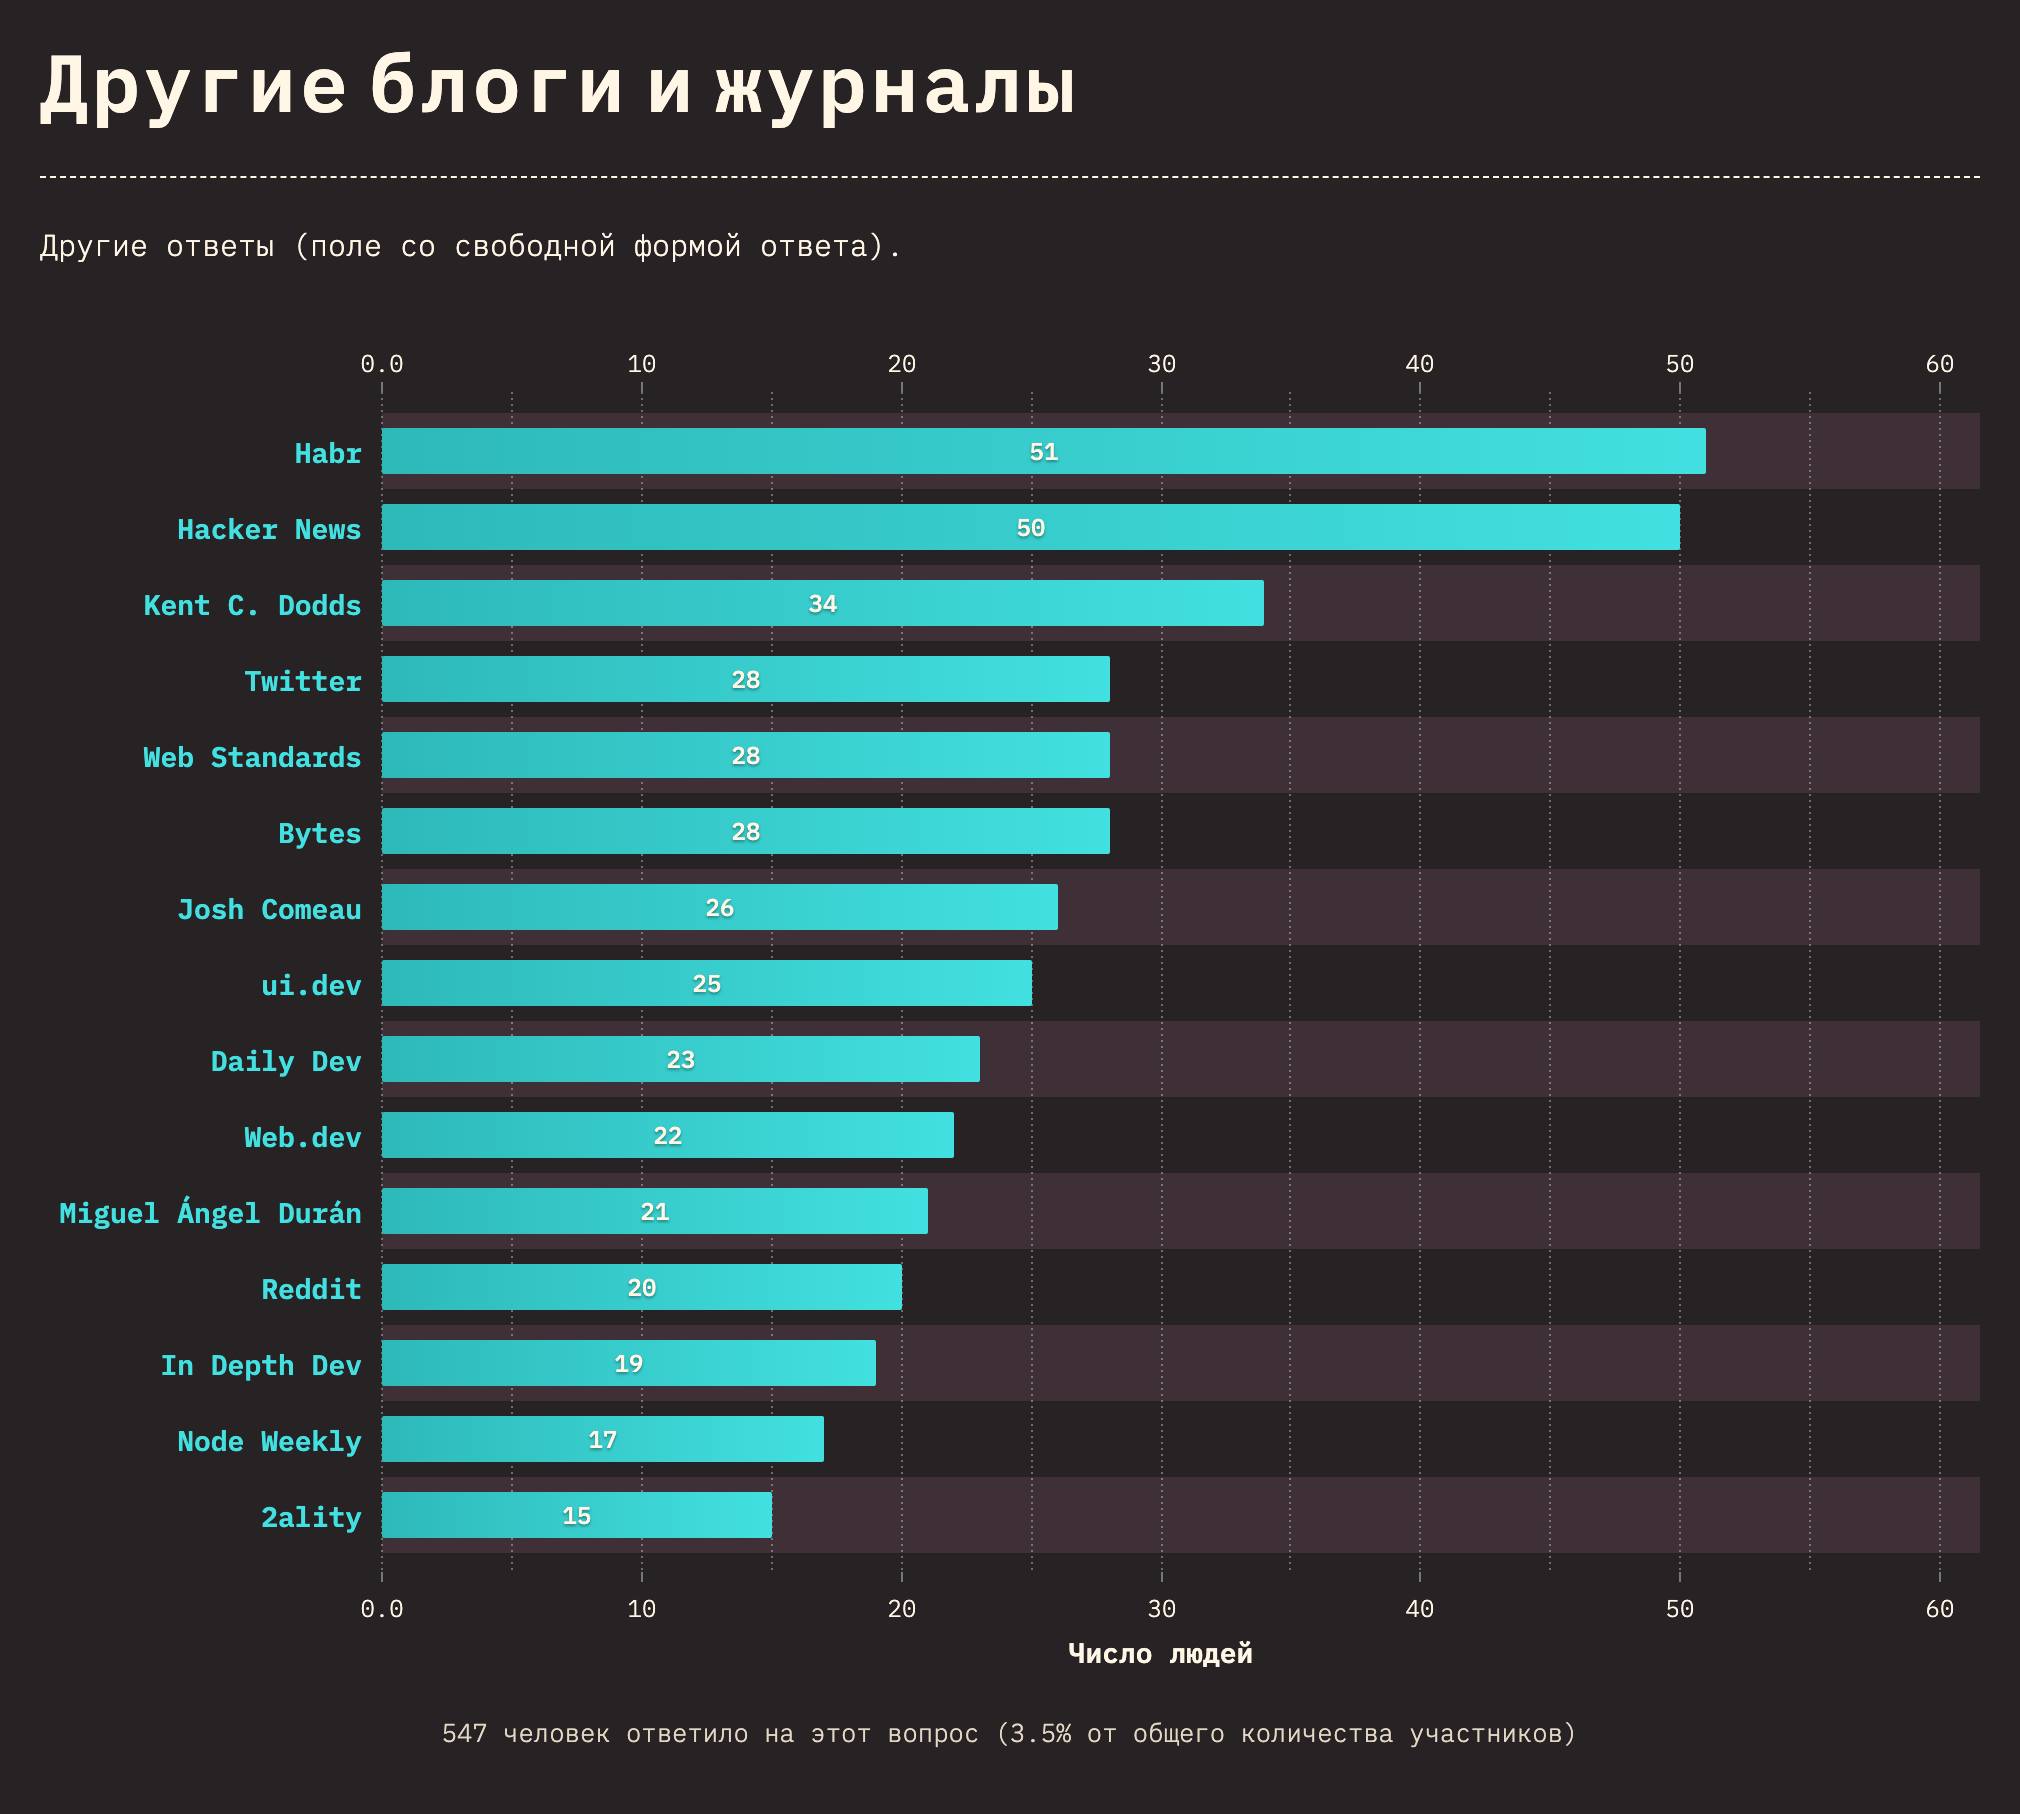 Другие блоги и журналы
Другие ответы (поле со свободной формой ответа).
0.0 10 20 30 40 50 60
Habr 51
Hacker News 50
Kent C. Dodds 34
Twitter 28
Web Standards 28
Bytes 28
Josh Comeau 26
ui.dev 25
Daily Dev 23
Web.dev 22
Miguel Ángel Durán 21
Reddit 20
In Depth Dev 19
Node Weekly 17
2ality 15
0.0 10 20 30 40 50 60
Число людей
547 человек ответило на этот вопрос (3.5% от общего количества участников)